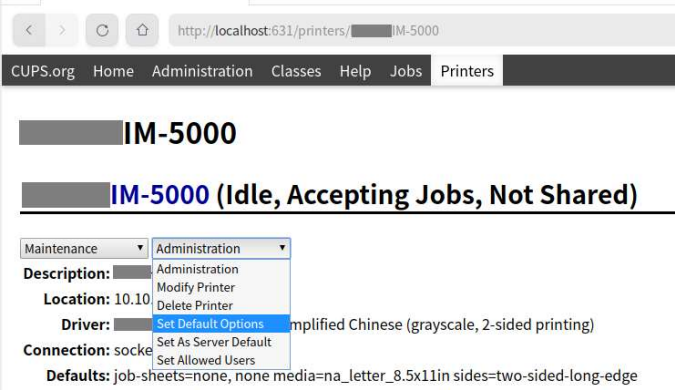 http://localhost:631/printers/ IM-5000
CUPS.org Home Administration Classes Help Jobs Printers
IM-5000
IM-5000 (Idle, Accepting Jobs, Not Shared)
Maintenance Administration
Description: Administration
Modify Printer
Location: 10.10 Delete Printer
Driver: Set Default Options mplified Chinese (grayscale, 2-sided printing)
Set As Server Default
Connection: socke Set Allowed Users
Defaults: job-sheets=none, none media=na_letter_8.5x11in sides=two-sided-long-edge